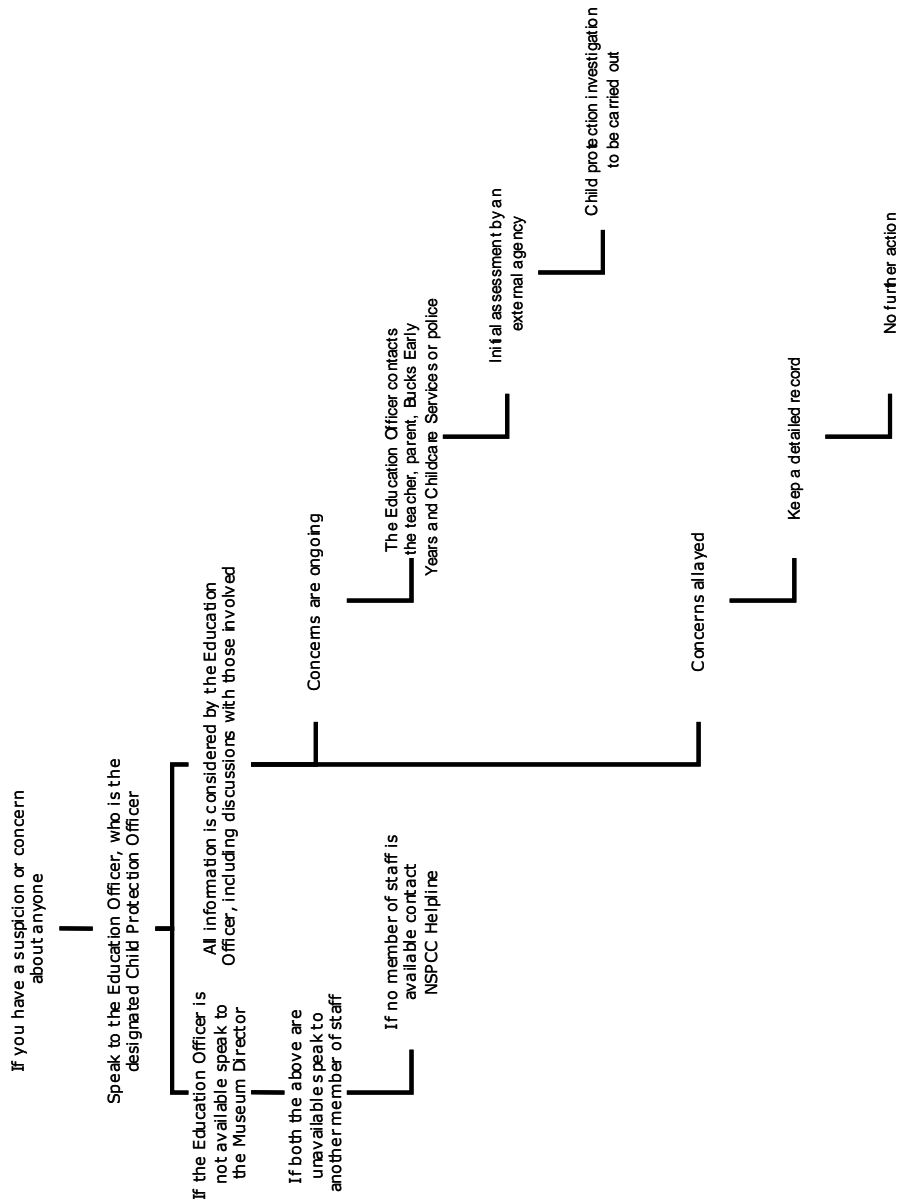 If you have a suspicion or concern
about anyone
Speak to the Education Officer, who is the
designated Child Protection Officer
If the Education Officer is
not available speak to
the Museum Director
If both the above are
unavailable speak to
another member of staff
If no member of staff is
available contact
NSPCC Helpline
All information is considered by the Education
Officer, including discussions with those involved
Concerns are ongoing
The Education Officer contacts
the teacher, parent, Bucks Early
Years and Childcare Services or police
Initial assessment by an
external agency
Child protection investigation
to be carried out
Concerns allayed
Keep a detailed record
No further action